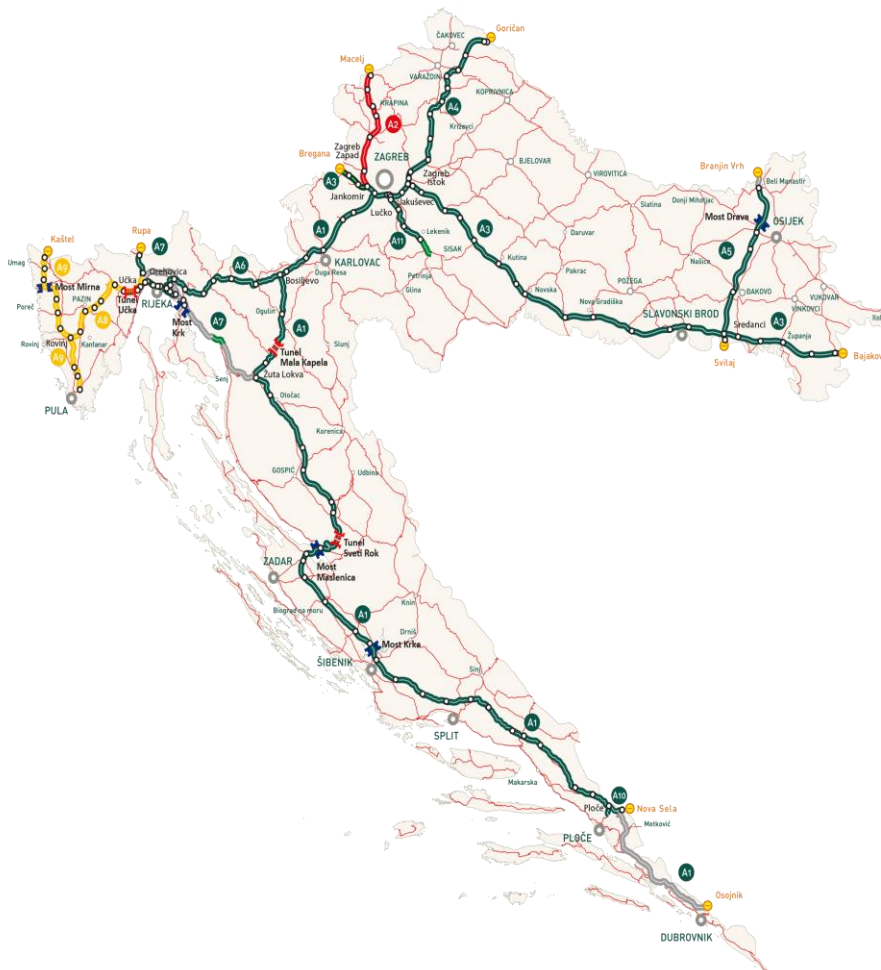 Goričan
ČAKOVEC
Macelj
VARAŽDIN
KOPRIVNICA
KRAPINA
A4
A2
Križevci
Zagreb
Zapad
ZAGREB
Bregana
BJELOVAR
A3
Zagreb
Istok
VIROVITICA
Branjin Vrh
Beli Manastir
Jankomir
Jakuševec
Slatina
Donji Miholjac
Most Drava
OSIJEK
Lučko
Lekenik
A11
A3
Daruvar
A5
Našice
Kaštel
Rupa
A7
A1
SISAK
Kutina
Umag
A9
Učka
Orehovica
A6
KARLOVAC
Pakrac
Most Mirna
Duga Resa
Petrinja
Glina
Novska
POŽEGA
ĐAKOVO
VUKOVAR
VINKOVCI
Bosiljevo
PAZIN
Tunel
Učka
RIJEKA
Nova Gradiška
SLAVONSKI BROD
Poreč
A8
Most
Krk
A7
Ogulin
A1
Sredanci
A3
Županja
Rovinj
Rovinj
Kanfanar
A9
Slunj
Tunel
Mala Kapela
Svilaj
Bajakovo
Senj
Žuta Lokva
PULA
Otočac
Korenica
GOSPIĆ
Udbina
Tunel
Sveti Rok
ZADAR
Most
Maslenica
Biograd na moru
A1
Knin
Drniš
Most Krka
ŠIBENIK
Sinj
A1
SPLIT
Makarska
A10
Ploče
Nova Sela
PLOČE
Metković
A1
Osojnik
DUBROVNIK